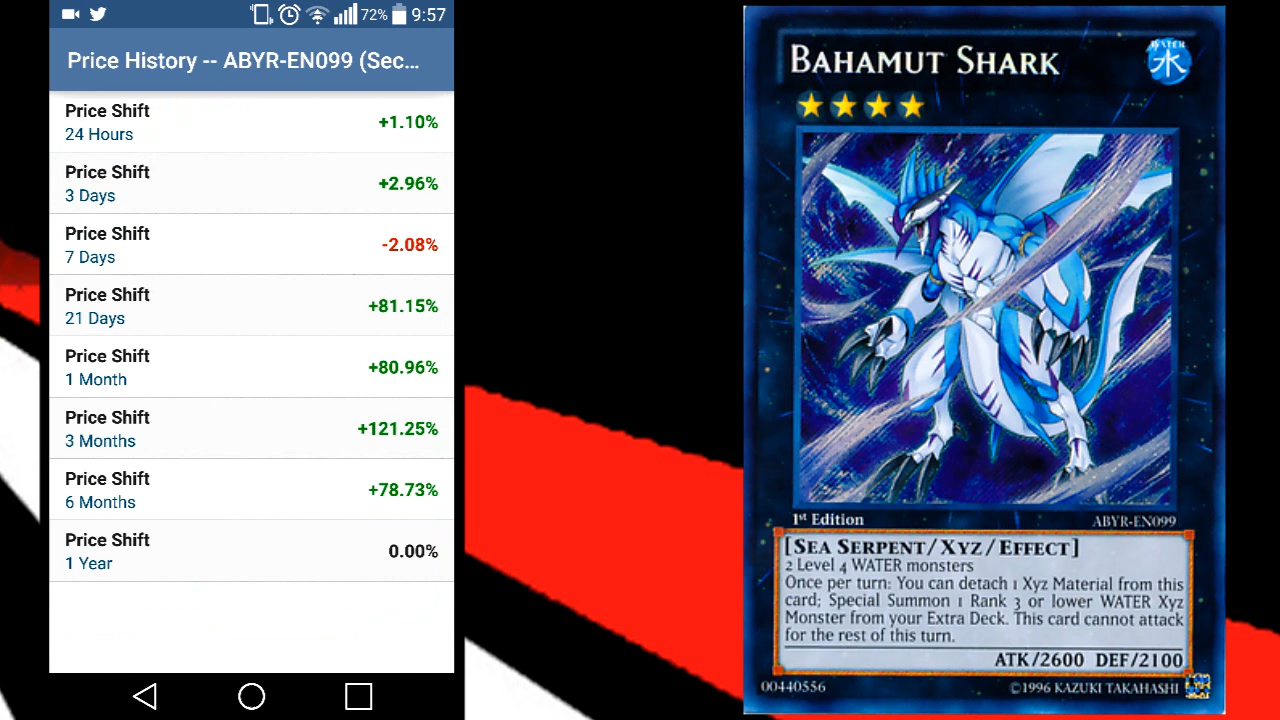 72% 9:57
Price History -- ABYR-EN099 (Sec...
Price Shift
24 Hours
+1.10%
Price Shift
3 Days
+2.96%
Price Shift
7 Days
-2.08%
Price Shift
21 Days
+81.15%
Price Shift
1 Month
+80.96%
Price Shift
3 Months
+121.25%
Price Shift
6 Months
+78.73%
Price Shift
1 Year
0.00%
BAHAMUT SHARK
WATER
水
1st Edition
ABYR-EN099
[SEA SERPENT/XYZ/EFFECT]
2 Level 4 WATER monsters
Once per turn: You can detach 1 Xyz Material from this
card; Special Summon 1 Rank 3 or lower WATER Xyz
Monster from your Extra Deck. This card cannot attack
for the rest of this turn.
ATK/2600 DEF/2100
00440556
©1996 KAZUKI TAKAHASHI